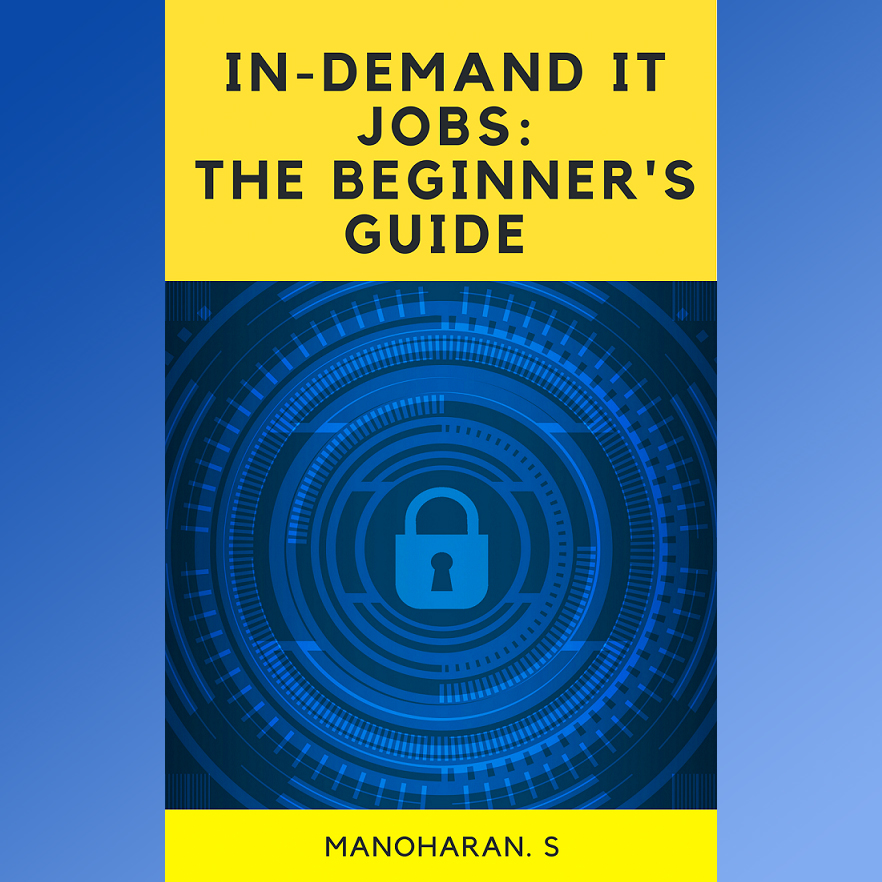 IN-DEMAND IT
JOBS:
THE BEGINNER'S
GUIDE
MANOHARAN. S